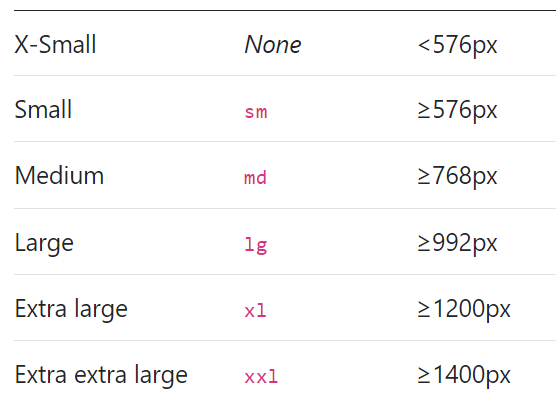 X-Small None <576px
Small sm ≥576px
Medium md ≥768px
Large lg ≥992px
Extra large xl ≥1200px
Extra extra large xxl ≥1400px